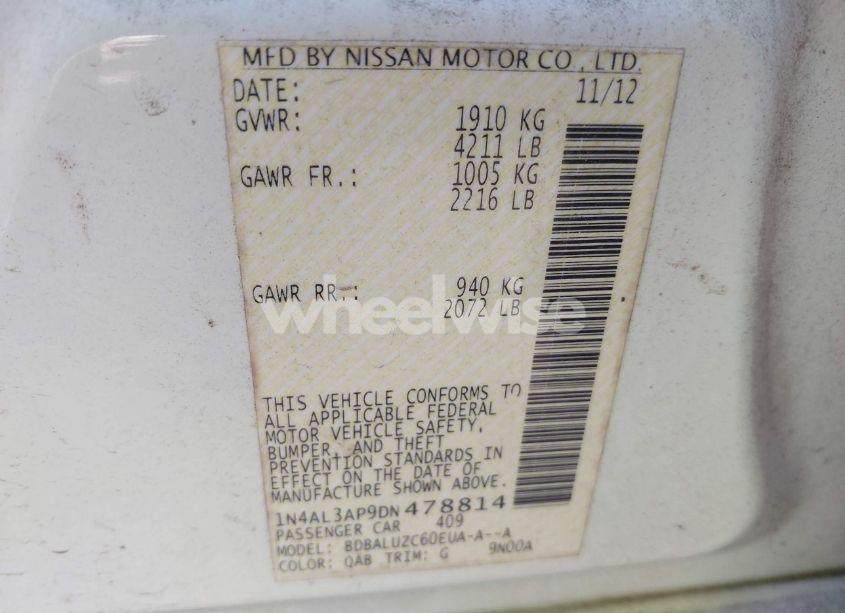 MFD BY NISSAN MOTOR CO., LTD.
DATE: 11/12
GVWR: 1910 KG
4211 LB
GAWR FR.: 1005 KG
2216 LB
GAWR RR.: 940 KG
2072 LB
wheelwise
THIS VEHICLE CONFORMS TO
ALL APPLICABLE FEDERAL
MOTOR VEHICLE SAFETY,
BUMPER, AND THEFT
PREVENTION STANDARDS IN
EFFECT ON THE DATE OF
MANUFACTURE SHOWN ABOVE.
1N4AL3AP9DN478814
PASSENGER CAR 409
MODEL: BDBALUZC60EUA-A--A
COLOR: QAB TRIM: G 9N00A